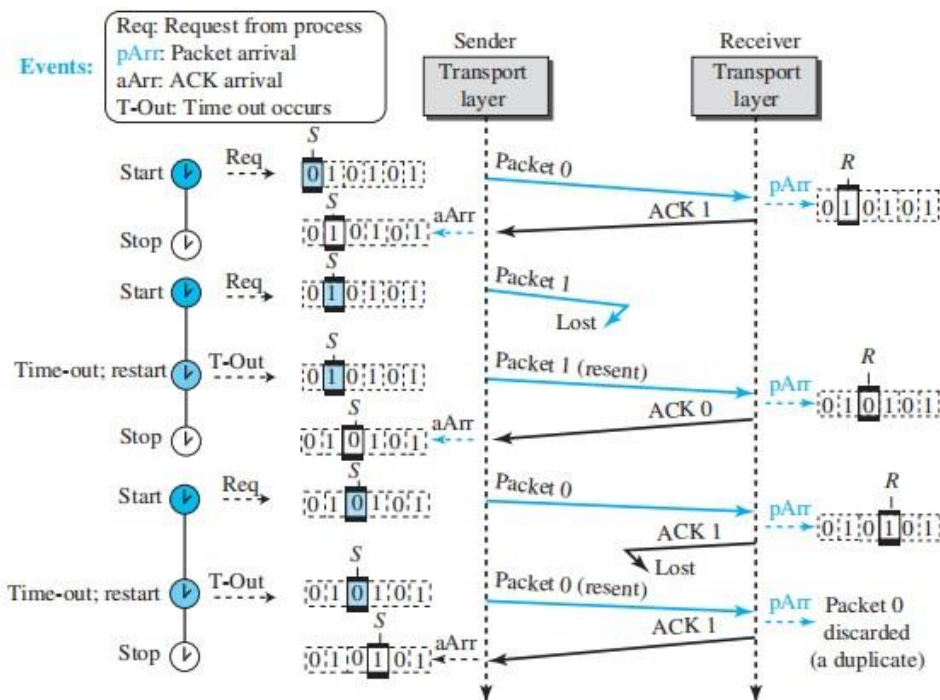 Events:
Req: Request from process
pArr: Packet arrival
aArr: ACK arrival
T-Out: Time out occurs
Sender
Transport
layer
Receiver
Transport
layer
Start
Req
S
0 1 0 1 0 1
Packet 0
pArr
R
0 1 0 1 0 1
Stop
S
0 1 0 1 0 1
aArr
ACK 1
Start
Req
S
0 1 0 1 0 1
Packet 1
Lost
Time-out; restart
T-Out
S
0 1 0 1 0 1
Packet 1 (resent)
pArr
R
0 1 0 1 0 1
Stop
S
0 1 0 1 0 1
aArr
ACK 0
Start
Req
S
0 1 0 1 0 1
Packet 0
pArr
R
0 1 0 1 0 1
ACK 1
Lost
Time-out; restart
T-Out
S
0 1 0 1 0 1
Packet 0 (resent)
pArr
Packet 0
discarded
(a duplicate)
Stop
S
0 1 0 1 0 1
aArr
ACK 1